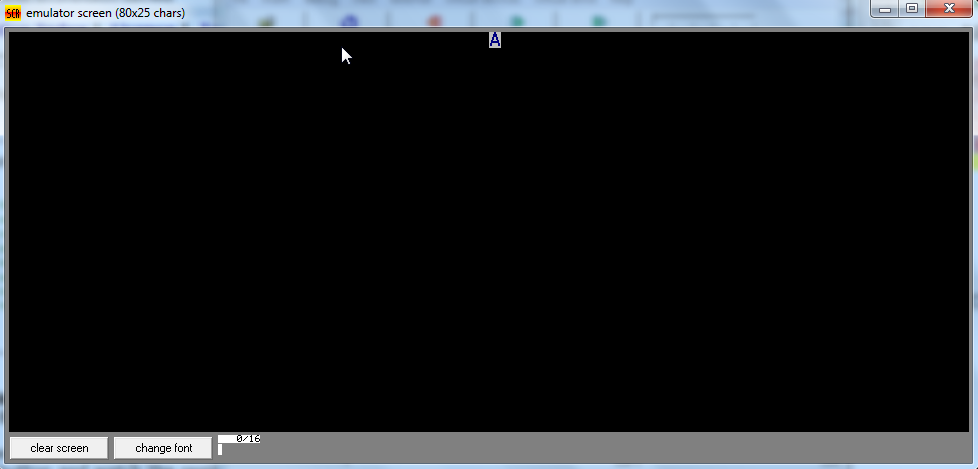 emulator screen (80x25 chars)
A
clear screen
change font
0/16